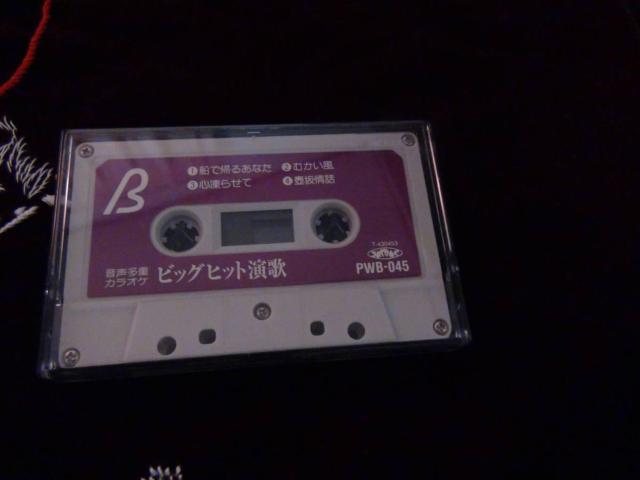 β
❶船で帰るあなた ❷むかい風
❸心凍らせて ❹壺坂情話
音声多重
カラオケ
ビッグヒット演歌
T-430453
PWB-045